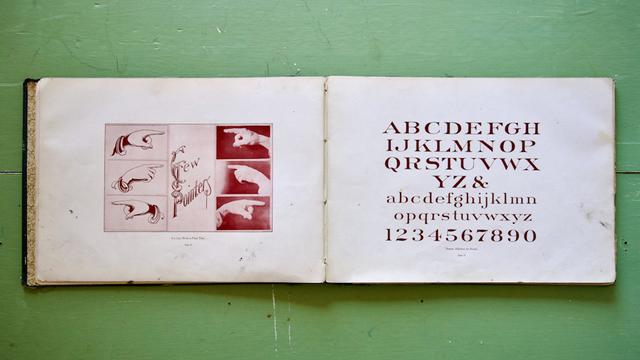 A Few
Pointers
ABCDEFGH
IJKLMNOP
QRSTUVWX
YZ&
abcdefghijklmn
opqrstuvwxyz
1234567890